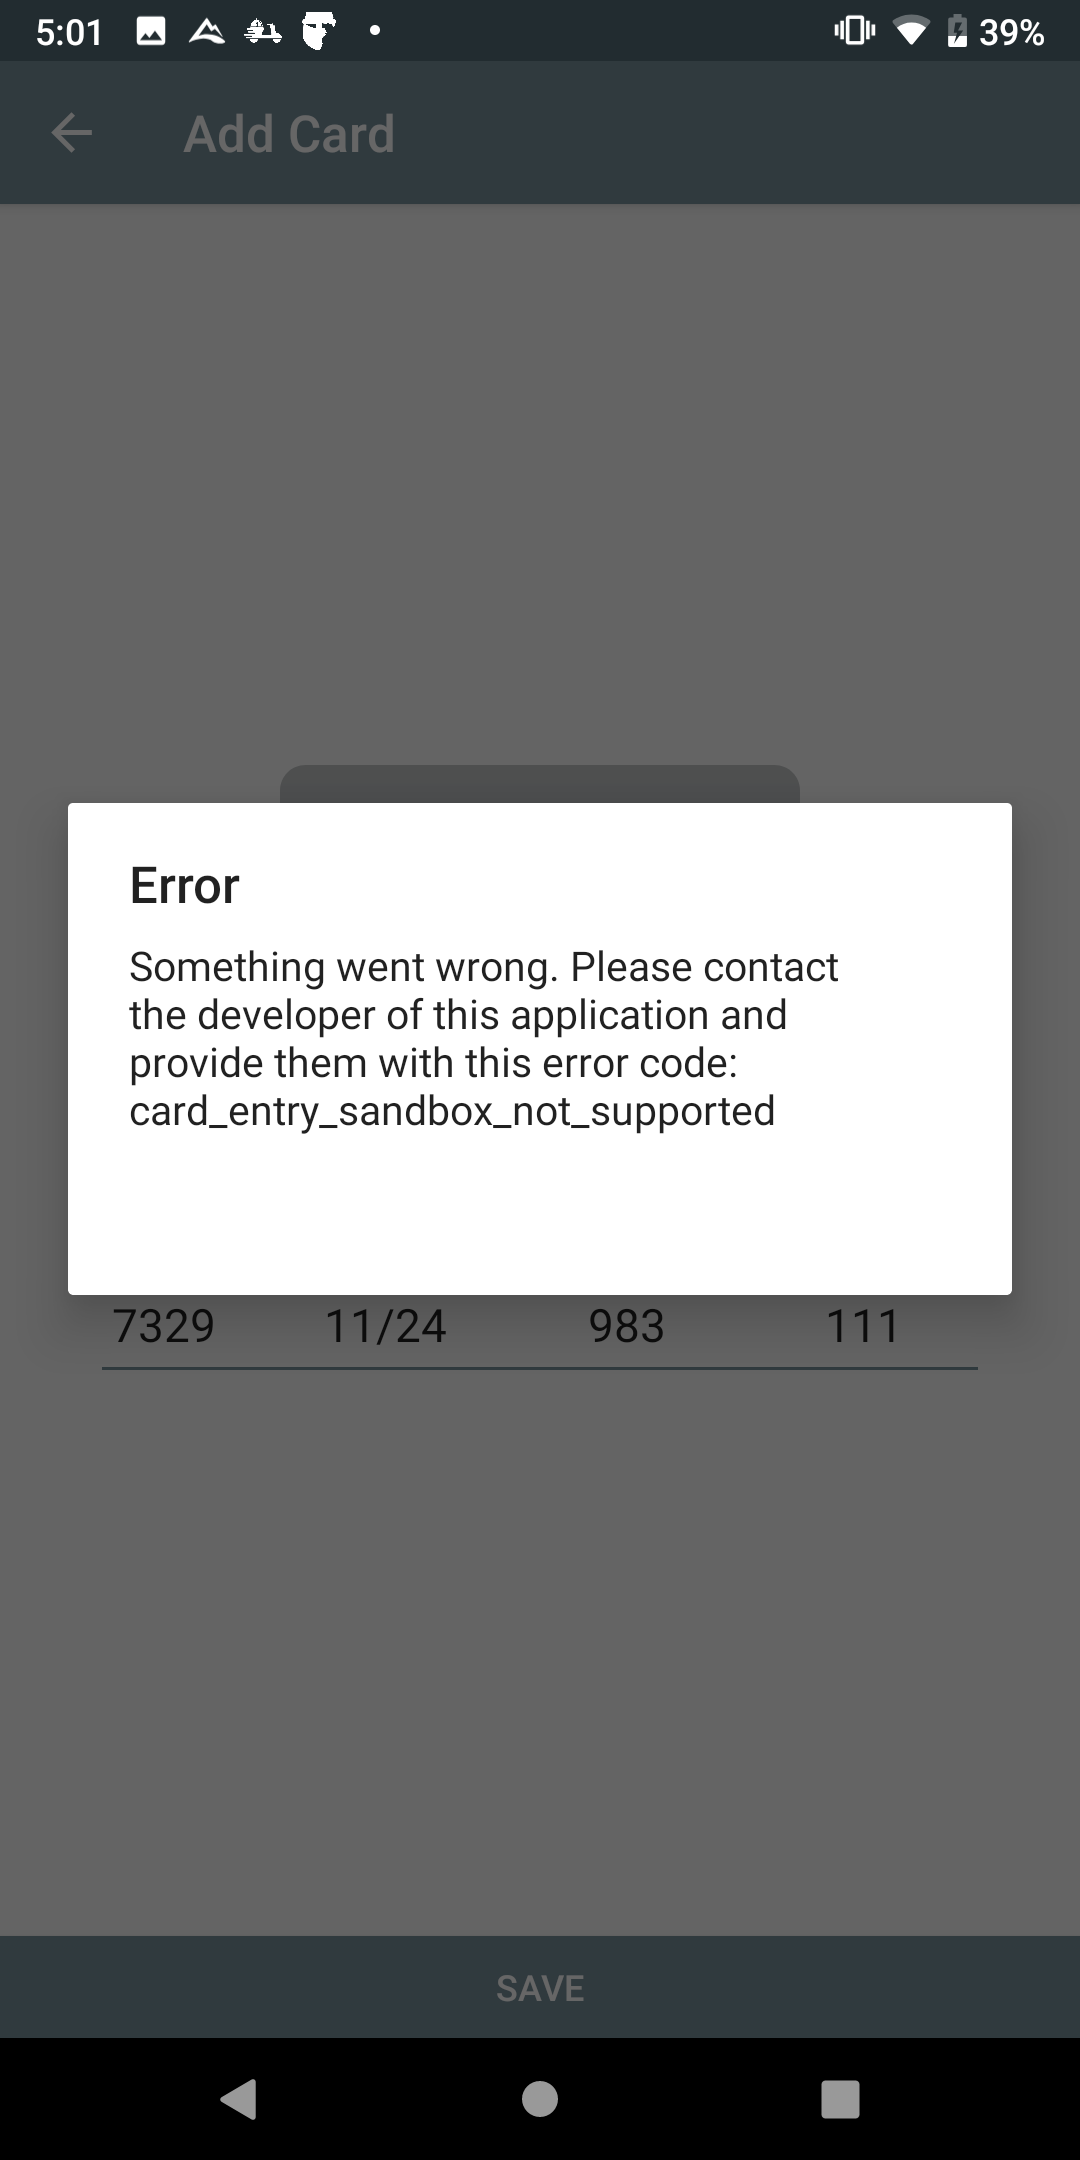 5:01
39%
Add Card
Error
Something went wrong. Please contact
the developer of this application and
provide them with this error code:
card_entry_sandbox_not_supported
7329 11/24 983 111
SAVE